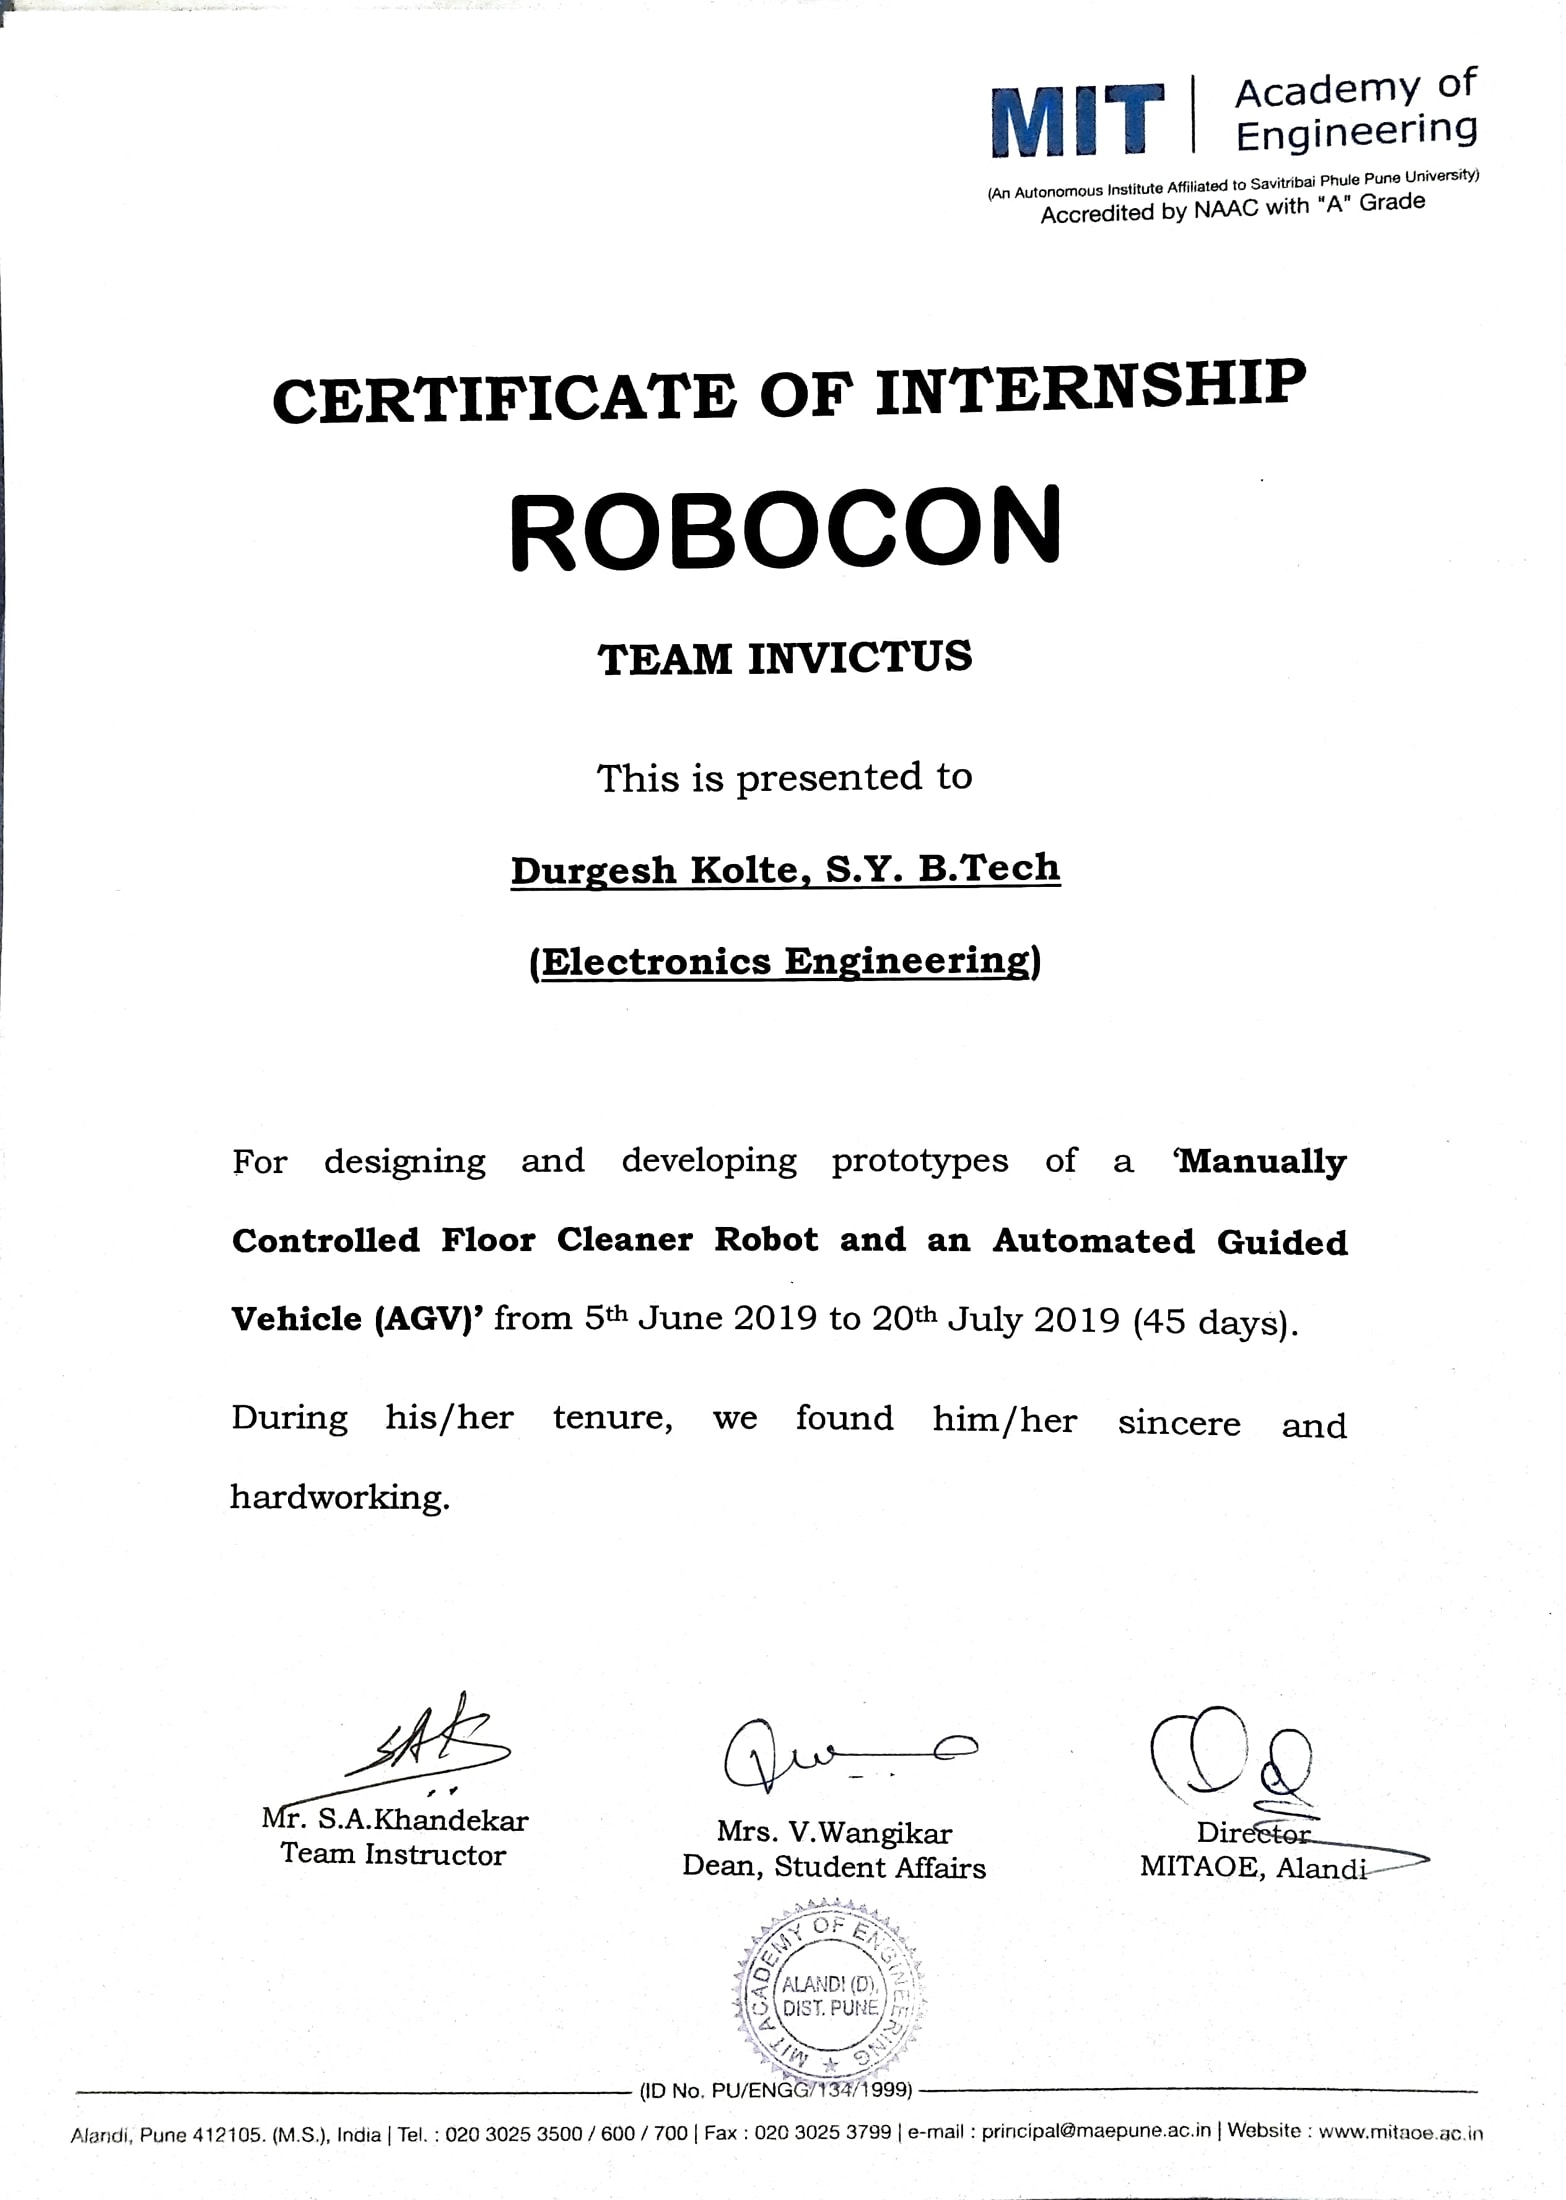 MIT | Academy of
Engineering
(An Autonomous Institute Affiliated to Savitribai Phule Pune University)
Accredited by NAAC with "A" Grade
CERTIFICATE OF INTERNSHIP
ROBOCON
TEAM INVICTUS
This is presented to
Durgesh Kolte, S.Y. B.Tech
(Electronics Engineering)
For designing and developing prototypes of a ‘Manually
Controlled Floor Cleaner Robot and an Automated Guided
Vehicle (AGV)’ from 5th June 2019 to 20th July 2019 (45 days).
During his/her tenure, we found him/her sincere and
hardworking.
SAK
Mr. S.A.Khandekar
Team Instructor
Mrs. V.Wangikar
Dean, Student Affairs
Director
MITAOE, Alandi
MIT ACADEMY OF ENGINEERING
ALANDI (D),
DIST. PUNE
(ID No. PU/ENGG/134/1999)
Alandi, Pune 412105. (M.S.), India | Tel. : 020 3025 3500 / 600 / 700 | Fax : 020 3025 3799 | e-mail : principal@maepune.ac.in | Website : www.mitaoe.ac.in